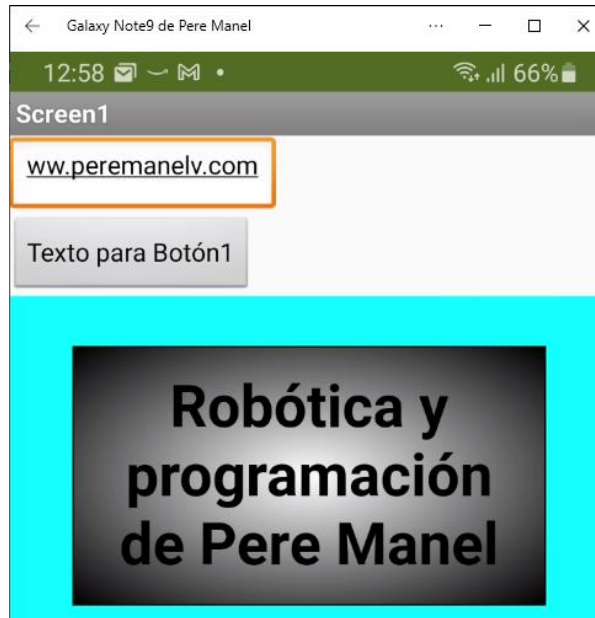 Galaxy Note9 de Pere Manel
12:58 66%
Screen1
ww.peremanelv.com
Texto para Botón1
Robótica y
programación
de Pere Manel